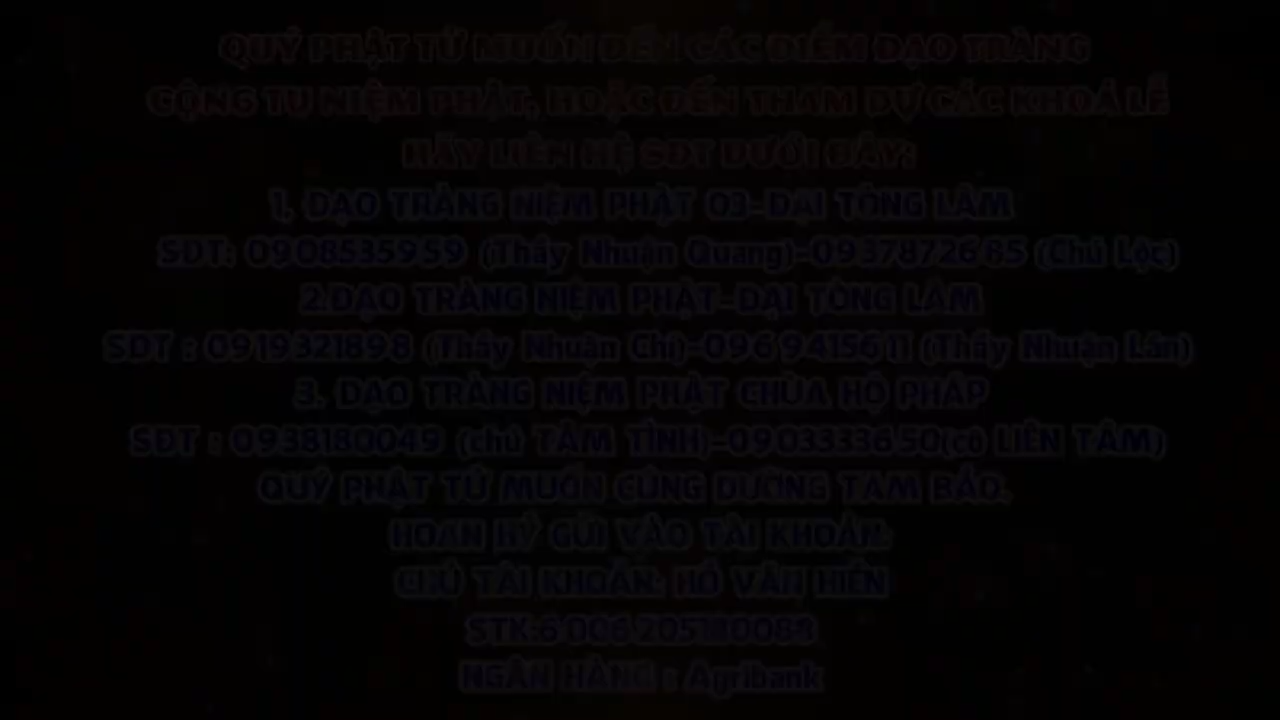 QUÝ PHẬT TỬ MUỐN ĐẾN CÁC ĐIỂM ĐẠO TRÀNG
CỘNG TU NIỆM PHẬT, HOẶC ĐẾN THAM DỰ CÁC KHOÁ LỄ
HÃY LIÊN HỆ SĐT DƯỚI ĐÂY:
1. ĐẠO TRÀNG NIỆM PHẬT Q3-ĐẠI TÒNG LÂM
SĐT: 0908535959 (Thầy Nhuận Quang)-0937872685 (Chú Lộc)
2.ĐẠO TRÀNG NIỆM PHẬT-ĐẠI TÒNG LÂM
SĐT : 0919321898 (Thầy Nhuận Chí)-0969415611 (Thầy Nhuận Lân)
3. ĐẠO TRÀNG NIỆM PHẬT CHÙA HỘ PHÁP
SĐT : 0938180049 (chú TÂM TỊNH)-0903333650(cô LIÊN TÂM)
QUÝ PHẬT TỬ MUỐN CÚNG DƯỜNG TAM BẢO,
HOAN HỶ GỬI VÀO TÀI KHOẢN:
CHỦ TÀI KHOẢN: HỒ VĂN HIỀN
NGÂN HÀNG : Agribank